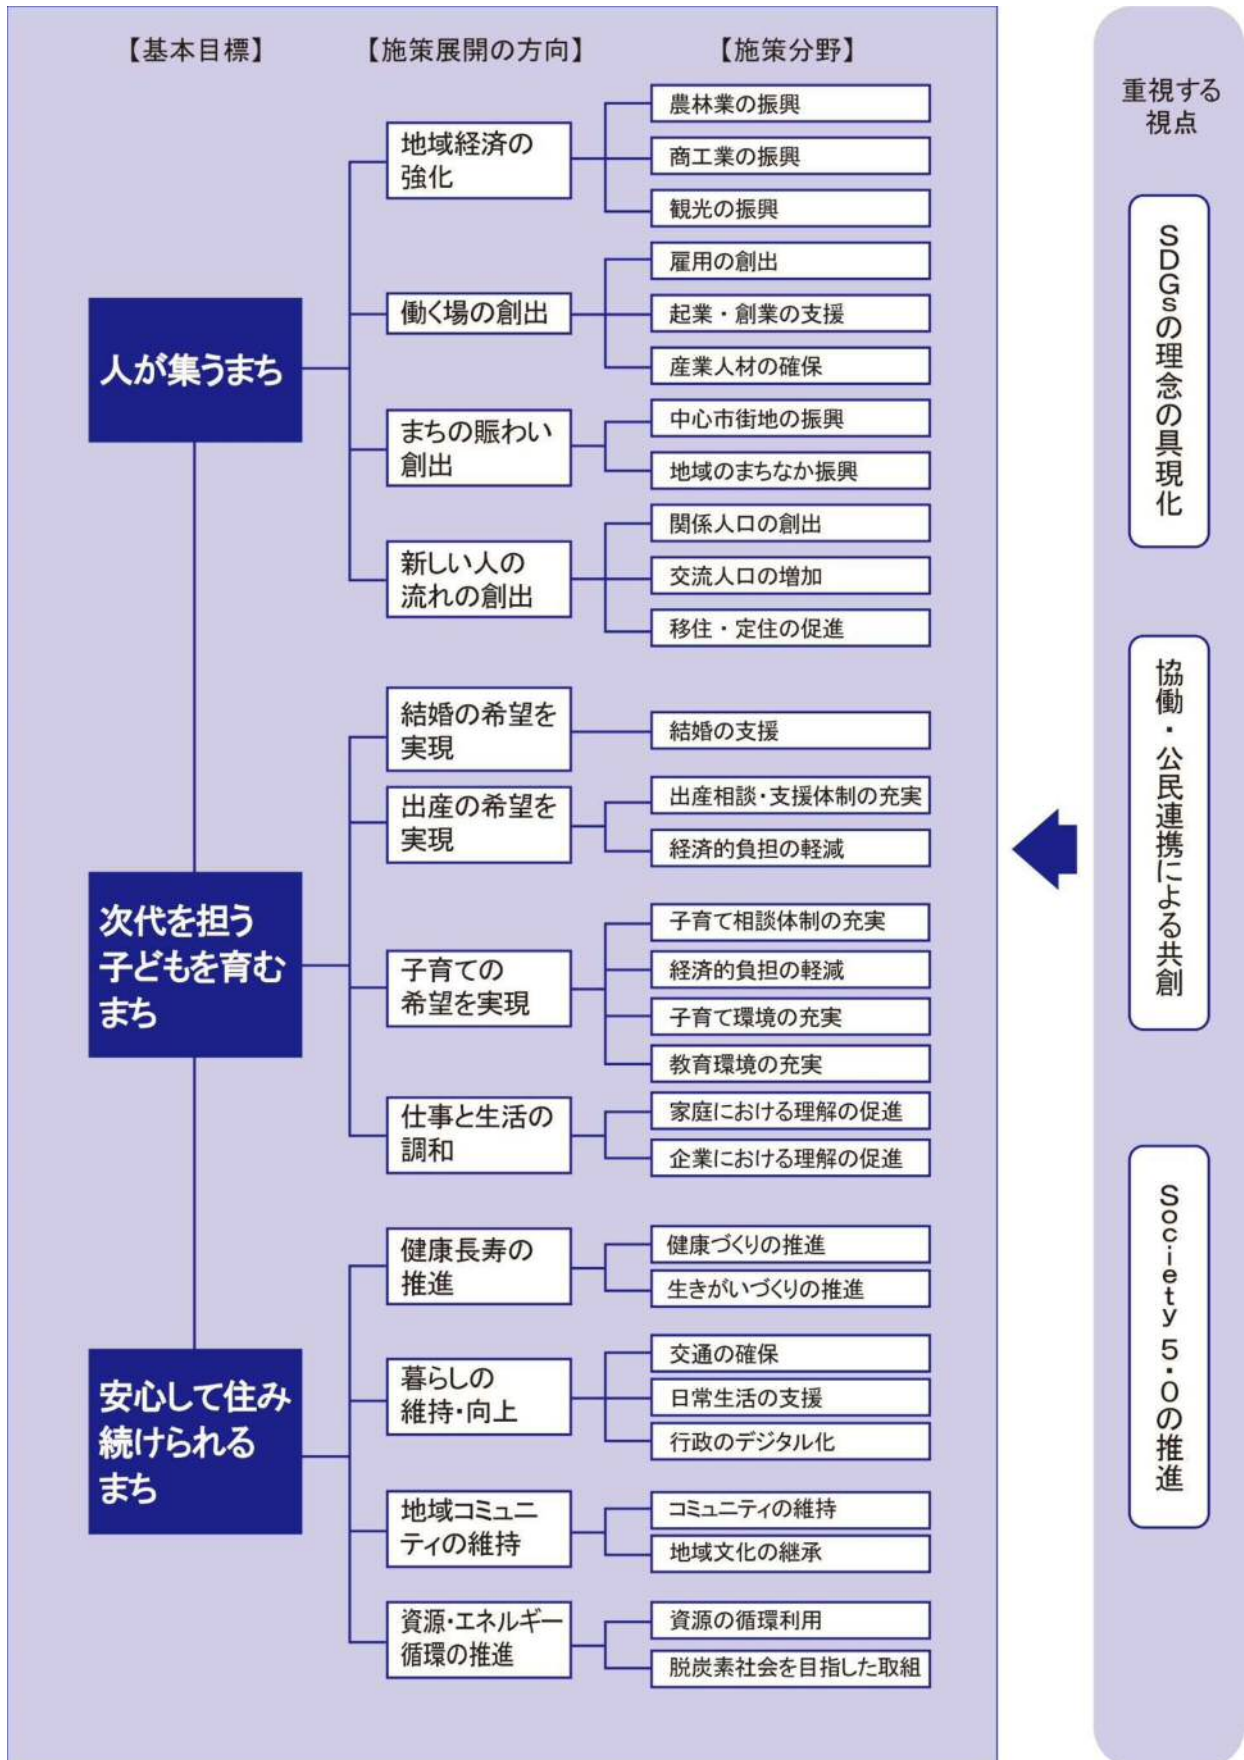 【基本目標】
【施策展開の方向】
【施策分野】
人が集うまち
地域経済の
強化
農林業の振興
商工業の振興
観光の振興
働く場の創出
雇用の創出
起業・創業の支援
産業人材の確保
まちの賑わい
創出
中心市街地の振興
地域のまちなか振興
新しい人の
流れの創出
関係人口の創出
交流人口の増加
移住・定住の促進
次代を担う
子どもを育む
まち
結婚の希望を
実現
結婚の支援
出産の希望を
実現
出産相談・支援体制の充実
経済的負担の軽減
子育ての
希望を実現
子育て相談体制の充実
経済的負担の軽減
子育て環境の充実
教育環境の充実
仕事と生活の
調和
家庭における理解の促進
企業における理解の促進
安心して住み
続けられる
まち
健康長寿の
推進
健康づくりの推進
生きがいづくりの推進
暮らしの
維持・向上
交通の確保
日常生活の支援
行政のデジタル化
地域コミュニ
ティの維持
コミュニティの維持
地域文化の継承
資源・エネルギー
循環の推進
資源の循環利用
脱炭素社会を目指した取組
重視する
視点
SDGsの理念の具現化
協働・公民連携による共創
Society 5.0の推進